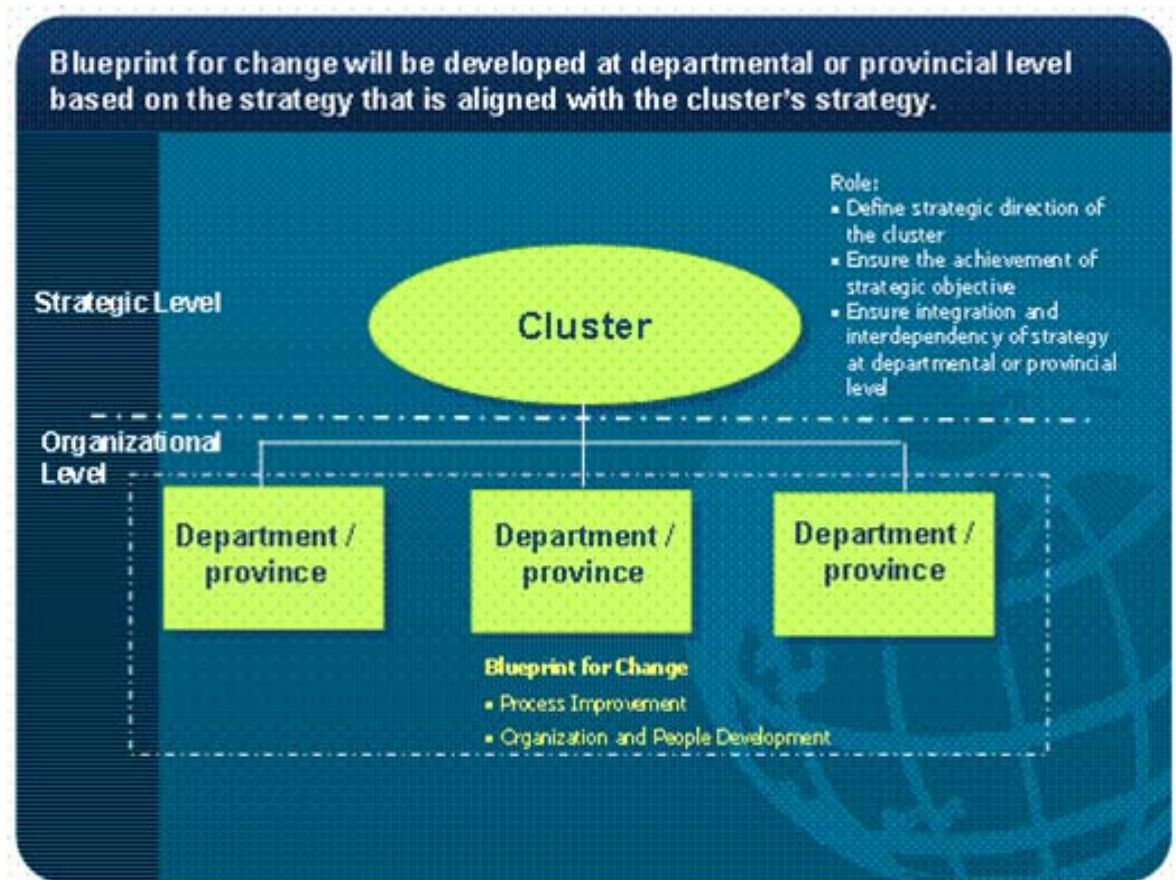 Blueprint for change will be developed at departmental or provincial level
based on the strategy that is aligned with the cluster's strategy.
Role:
▪ Define strategic direction of
the cluster
▪ Ensure the achievement of
strategic objective
▪ Ensure integration and
interdependency of strategy
at departmental or provincial
level
Strategic Level
Cluster
Organizational
Level
Department /
province
Department /
province
Department /
province
Blueprint for Change
▪ Process Improvement
▪ Organization and People Development